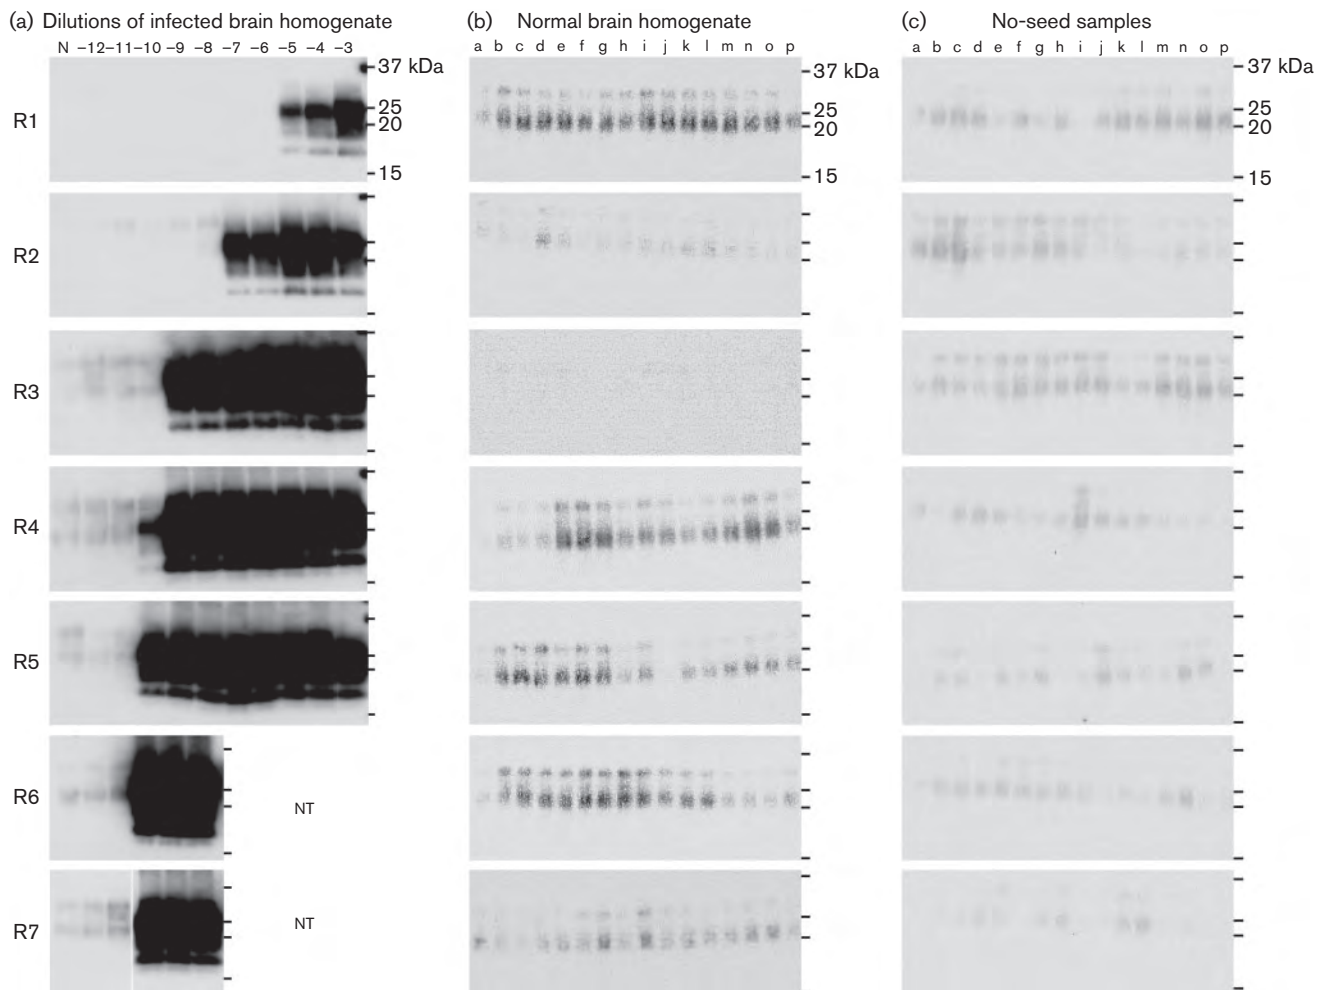 (a) Dilutions of infected brain homogenate
N −12 −11 −10 −9 −8 −7 −6 −5 −4 −3
37 kDa
25
20
15
(b) Normal brain homogenate
a b c d e f g h i j k l m n o p
37 kDa
25
20
15
(c) No-seed samples
a b c d e f g h i j k l m n o p
37 kDa
25
20
15
R1
R2
R3
R4
R5
R6
NT
R7
NT